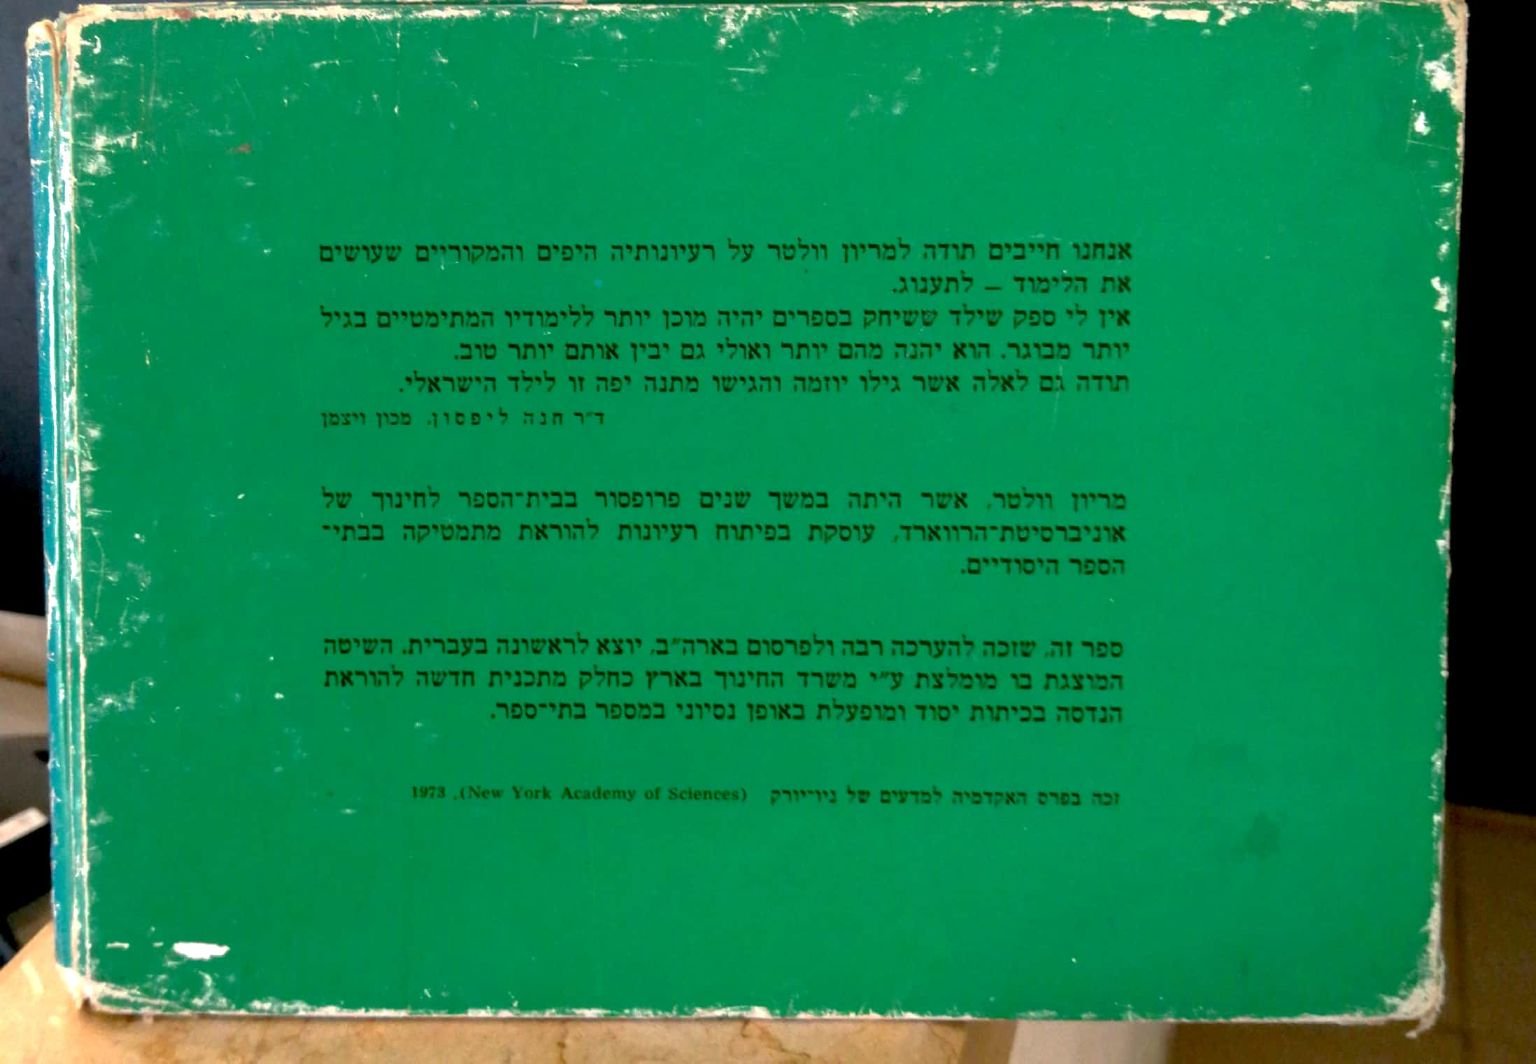 אנחנו חייבים תודה למריון וולטר על רעיונותיה היפים והמקוריים שעושים
את הלימוד – לתענוג.
אין לי ספק שילד ששיחק בספרים יהיה מוכן יותר ללימודיו המתימטיים בגיל
יותר מבוגר. הוא יהנה מהם יותר ואולי גם יבין אותם יותר טוב.
תודה גם לאלה אשר גילו יוזמה והגישו מתנה יפה זו לילד הישראלי.
ד״ר חנה ליפסון, מכון ויצמן
מריון וולטר, אשר היתה במשך שנים פרופסור בבית־הספר לחינוך של
אוניברסיטת־הרווארד, עוסקת בפיתוח רעיונות להוראת מתמטיקה בבתי־
הספר היסודיים.
ספר זה, שזכה להערכה רבה ולפרסום בארה״ב, יוצא לראשונה בעברית. השיטה
המוצגת בו מומלצת ע״י משרד החינוך בארץ כחלק מתכנית חדשה להוראת
הנדסה בכיתות יסוד ומופעלת באופן נסיוני במספר בתי־ספר.
זכה בפרס האקדמיה למדעים של ניו־יורק (New York Academy of Sciences), 1973